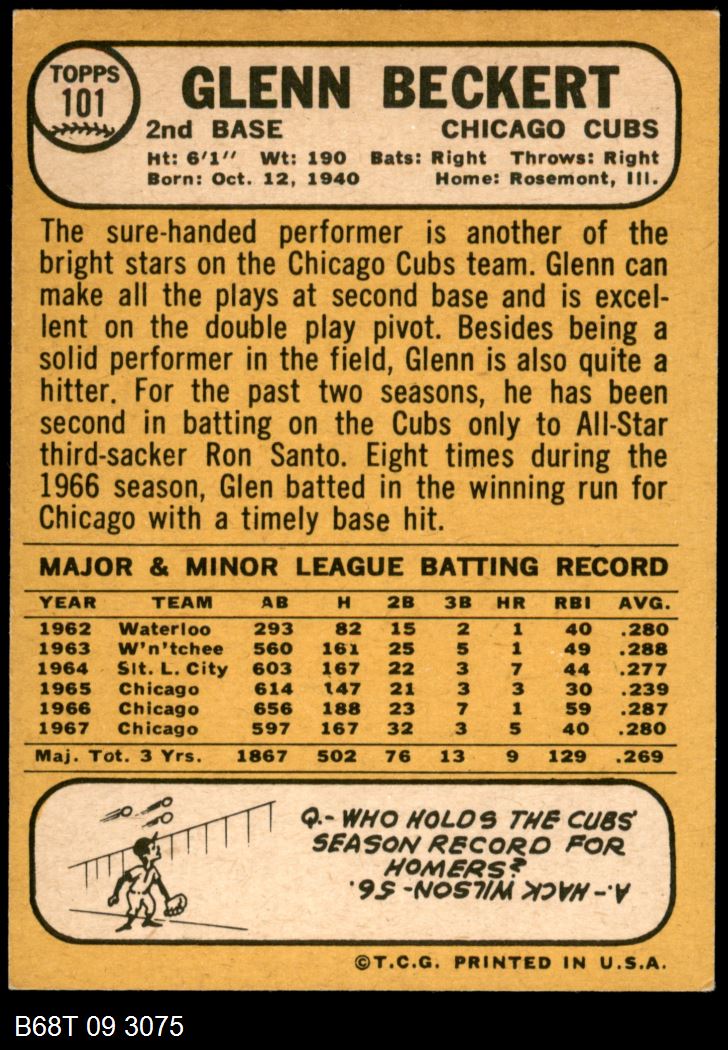 TOPPS
101
GLENN BECKERT
2nd BASE CHICAGO CUBS
Ht: 6'1" Wt: 190 Bats: Right Throws: Right
Born: Oct. 12, 1940 Home: Rosemont, Ill.
The sure-handed performer is another of the
bright stars on the Chicago Cubs team. Glenn can
make all the plays at second base and is excel-
lent on the double play pivot. Besides being a
solid performer in the field, Glenn is also quite a
hitter. For the past two seasons, he has been
second in batting on the Cubs only to All-Star
third-sacker Ron Santo. Eight times during the
1966 season, Glen batted in the winning run for
Chicago with a timely base hit.
MAJOR & MINOR LEAGUE BATTING RECORD
YEAR TEAM AB H 2B 3B HR RBI AVG.
1962 Waterloo 293 82 15 2 1 40 .280
1963 W'n'tchee 560 161 25 5 1 49 .288
1964 Slt. L. City 603 167 22 3 7 44 .277
1965 Chicago 614 147 21 3 3 30 .239
1966 Chicago 656 188 23 7 1 59 .287
1967 Chicago 597 167 32 3 5 40 .280
Maj. Tot. 3 Yrs. 1867 502 76 13 9 129 .269
Q.- WHO HOLDS THE CUBS'
SEASON RECORD FOR
HOMERS?
A.- HACK WILSON - 56.
©T.C.G. PRINTED IN U.S.A.
B68T 09 3075